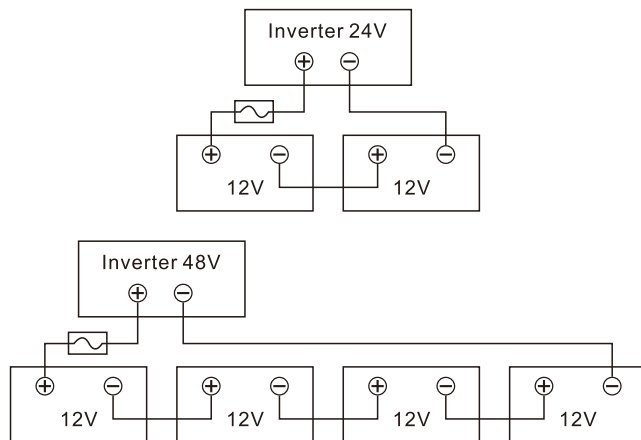 Inverter 24V
⊕ ⊖
⊕ ⊖ ⊕ ⊖
12V 12V
Inverter 48V
⊕ ⊖
⊕ ⊖ ⊕ ⊖ ⊕ ⊖ ⊕ ⊖
12V 12V 12V 12V